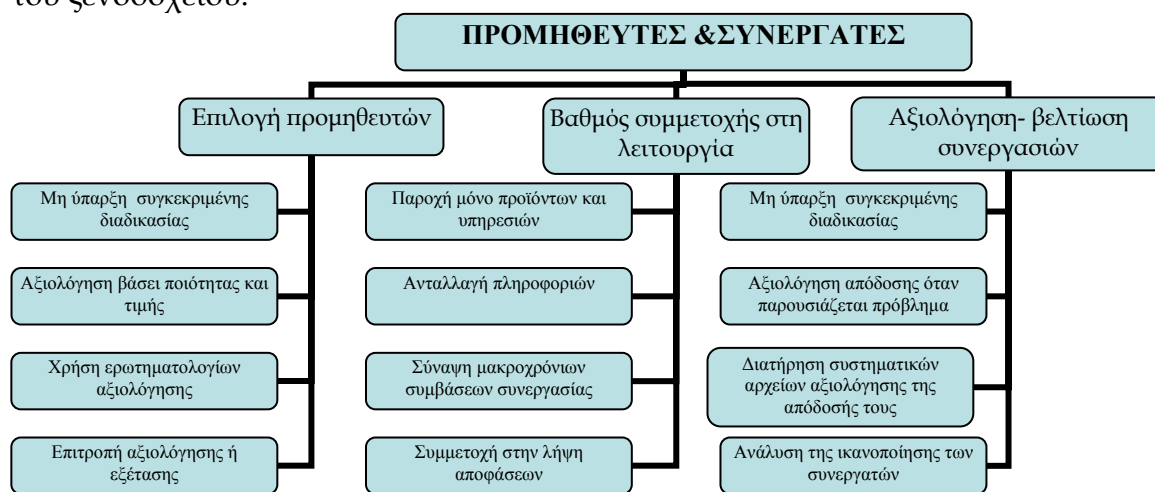 του ξενοδοχείου.
ΠΡΟΜΗΘΕΥΤΕΣ &ΣΥΝΕΡΓΑΤΕΣ
Επιλογή προμηθευτών
Βαθμός συμμετοχής στη
λειτουργία
Αξιολόγηση- βελτίωση
συνεργασιών
Μη ύπαρξη συγκεκριμένης
διαδικασίας
Παροχή μόνο προϊόντων και
υπηρεσιών
Μη ύπαρξη συγκεκριμένης
διαδικασίας
Αξιολόγηση βάσει ποιότητας και
τιμής
Ανταλλαγή πληροφοριών
Αξιολόγηση απόδοσης όταν
παρουσιάζεται πρόβλημα
Χρήση ερωτηματολογίων
αξιολόγησης
Σύναψη μακροχρόνιων
συμβάσεων συνεργασίας
Διατήρηση συστηματικών
αρχείων αξιολόγησης της
απόδοσής τους
Επιτροπή αξιολόγησης ή
εξέτασης
Συμμετοχή στην λήψη
αποφάσεων
Ανάλυση της ικανοποίησης των
συνεργατών